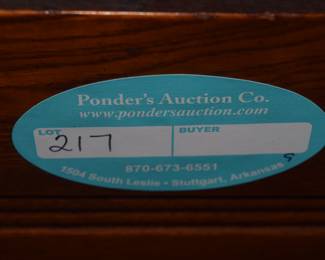 Ponder's Auction Co.
www.pondersauction.com
LOT BUYER
217
870-673-6551
1504 South Leslie • Stuttgart, Arkansas